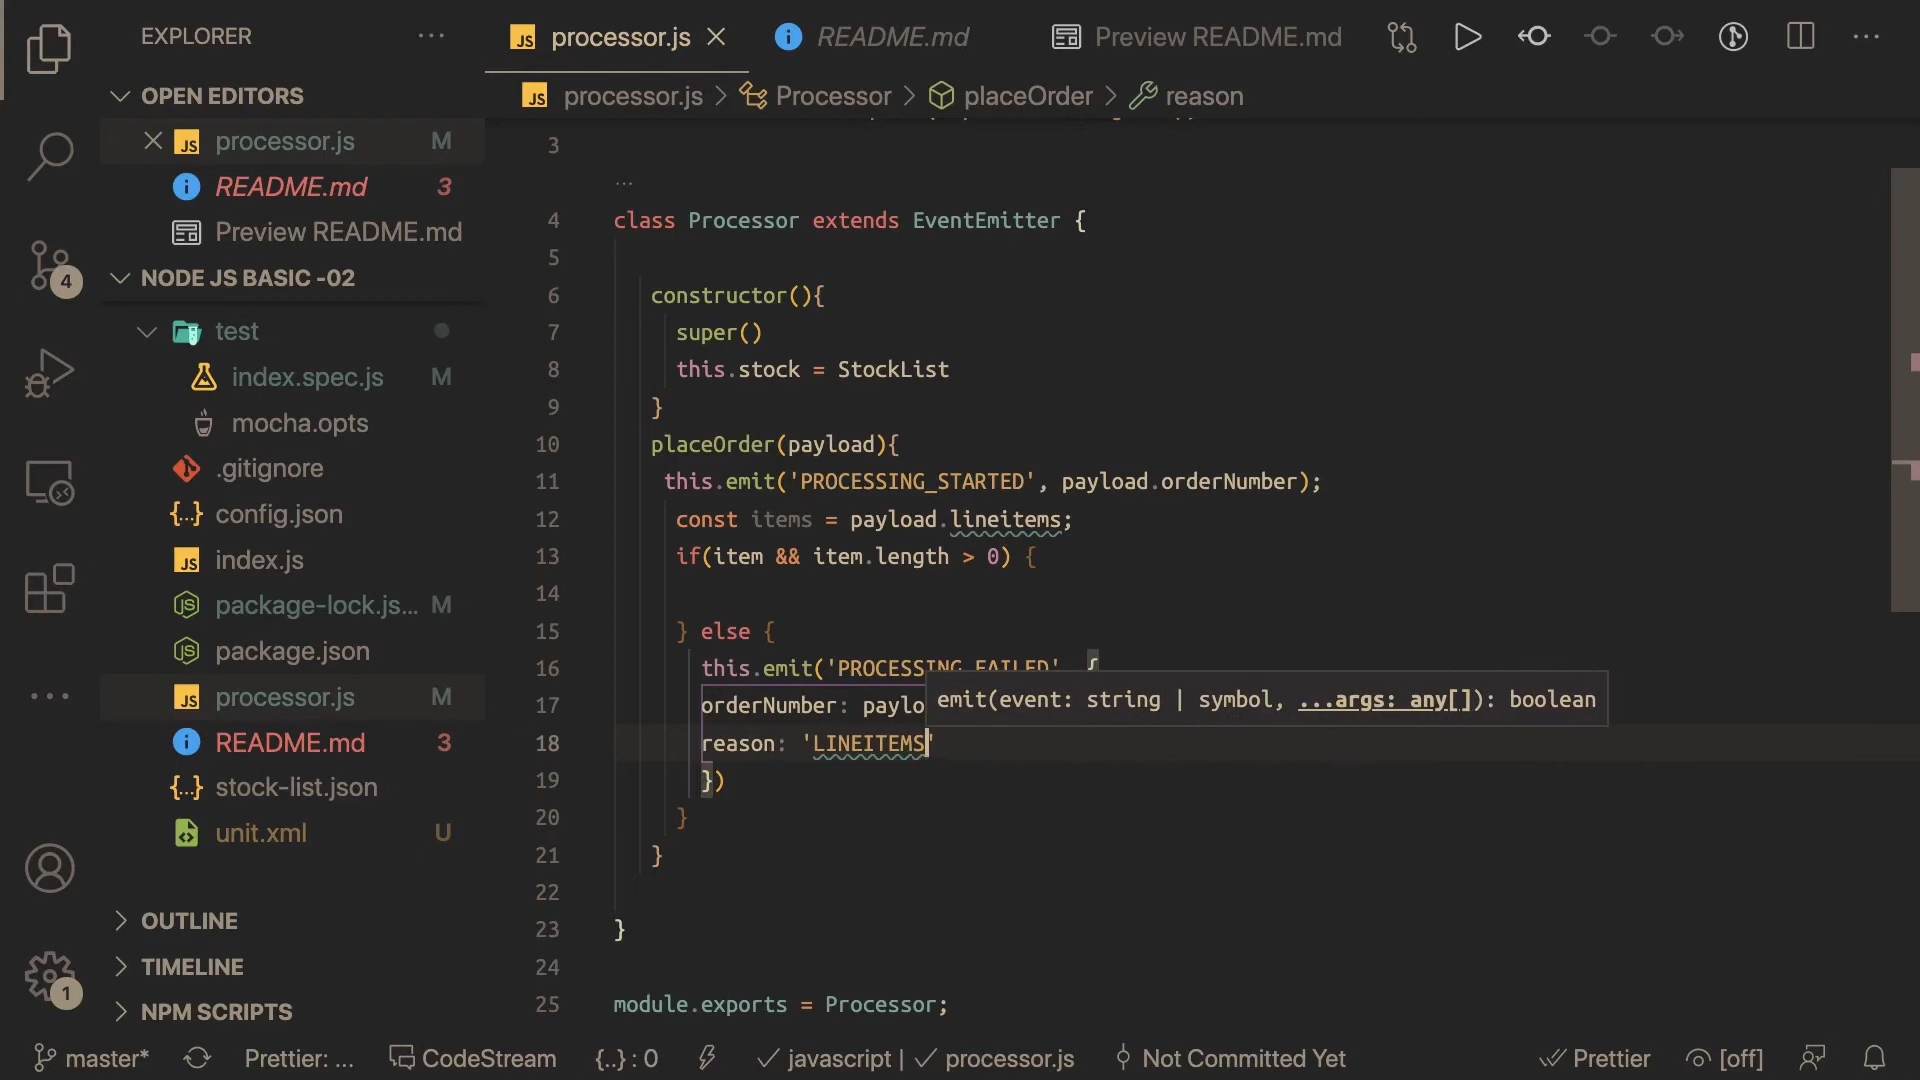 EXPLORER
OPEN EDITORS
processor.js M
README.md 3
Preview README.md
NODE JS BASIC -02
test
index.spec.js M
mocha.opts
.gitignore
config.json
index.js
package-lock.js... M
package.json
processor.js M
README.md 3
stock-list.json
unit.xml U
OUTLINE
TIMELINE
NPM SCRIPTS
4
1
processor.js
README.md
Preview README.md
processor.js > Processor > placeOrder > reason
3
...
4 class Processor extends EventEmitter {
5
6 constructor(){
7 super()
8 this.stock = StockList
9 }
10 placeOrder(payload){
11 this.emit('PROCESSING_STARTED', payload.orderNumber);
12 const items = payload.lineitems;
13 if(item && item.length > 0) {
14
15 } else {
16 this.emit('PROCESSING_FAILED', {
17 orderNumber: paylo
emit(event: string | symbol, ...args: any[]): boolean
18 reason: 'LINEITEMS'
19 })
20 }
21 }
22
23 }
24
25 module.exports = Processor;
master* Prettier: ... CodeStream {..} : 0 javascript | processor.js Not Committed Yet Prettier [off]